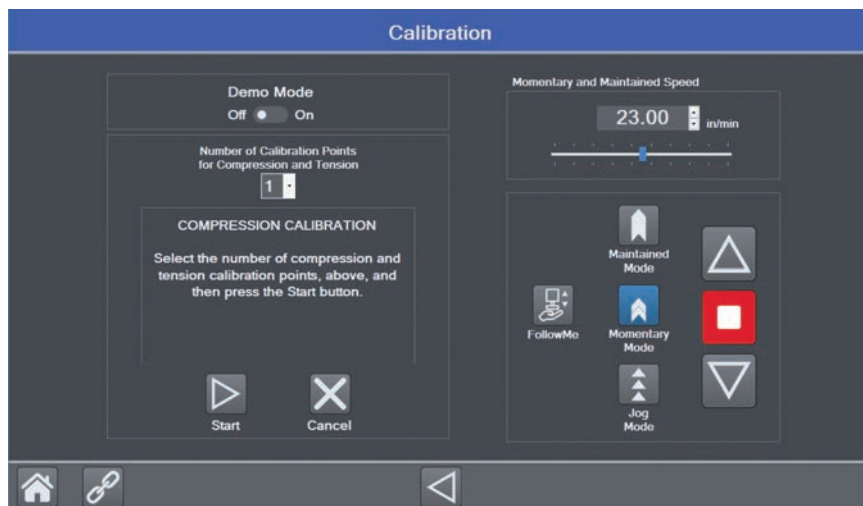 Calibration
Demo Mode
Off On
Number of Calibration Points
for Compression and Tension
1
COMPRESSION CALIBRATION
Select the number of compression and
tension calibration points, above, and
then press the Start button.
Start Cancel
Momentary and Maintained Speed
23.00 in/min
Maintained
Mode
FollowMe
Momentary
Mode
Jog
Mode